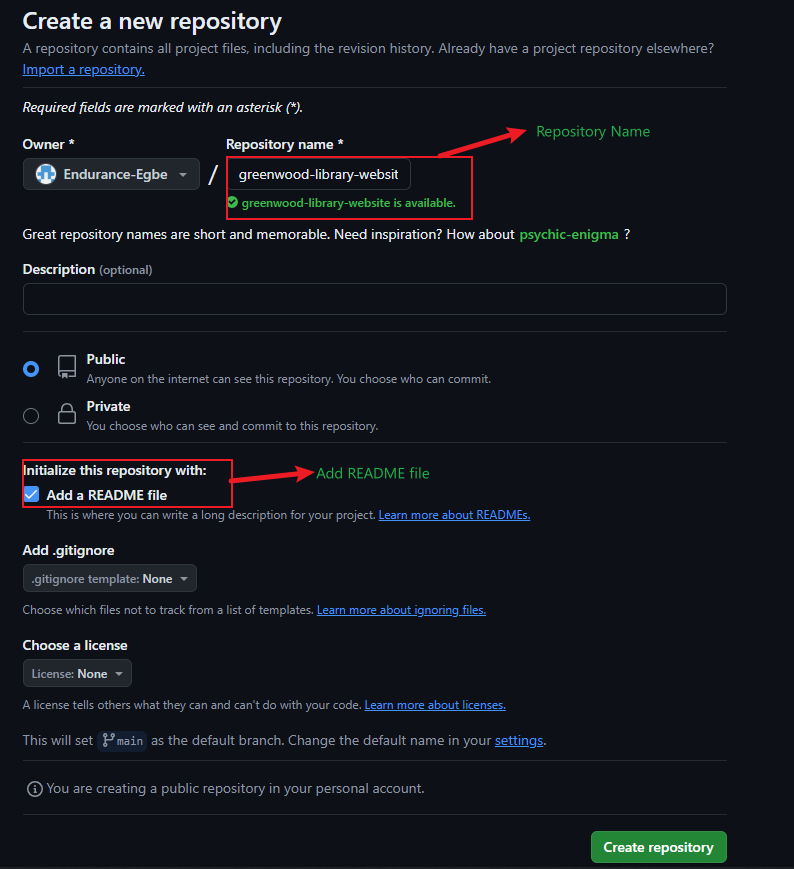 Create a new repository
A repository contains all project files, including the revision history. Already have a project repository elsewhere?
Import a repository.
Required fields are marked with an asterisk (*).
Owner *
Repository name *
Repository Name
Endurance-Egbe
/
greenwood-library-websit
greenwood-library-website is available.
Great repository names are short and memorable. Need inspiration? How about psychic-enigma ?
Description (optional)
Public
Anyone on the internet can see this repository. You choose who can commit.
Private
You choose who can see and commit to this repository.
Initialize this repository with:
Add README file
Add a README file
This is where you can write a long description for your project. Learn more about READMEs.
Add .gitignore
.gitignore template: None
Choose which files not to track from a list of templates. Learn more about ignoring files.
Choose a license
License: None
A license tells others what they can and can't do with your code. Learn more about licenses.
This will set main as the default branch. Change the default name in your settings.
You are creating a public repository in your personal account.
Create repository